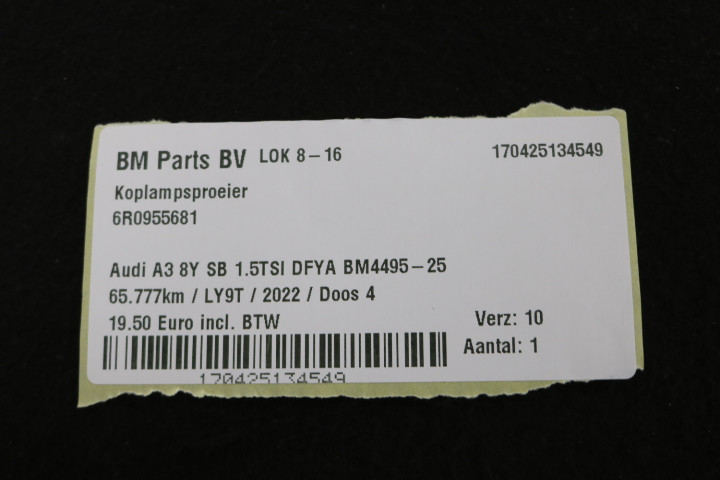 BM Parts BV LOK 8-16 170425134549
Koplampsproeier
6R0955681
Audi A3 8Y SB 1.5TSI DFYA BM4495-25
65.777km / LY9T / 2022 / Doos 4
19.50 Euro incl. BTW Verz: 10
Aantal: 1
170425134549